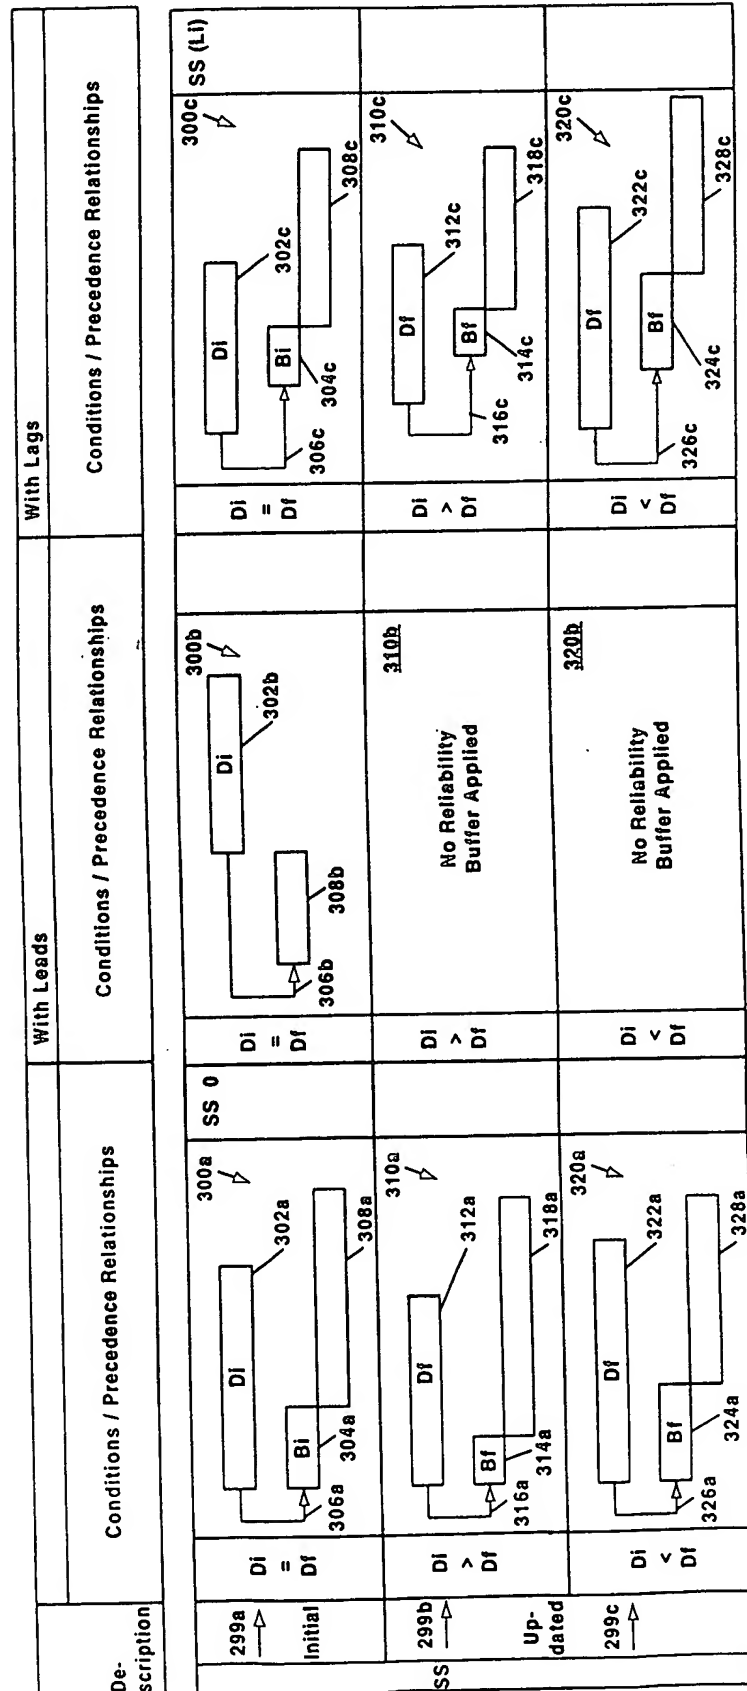 De-
scription
Conditions / Precedence Relationships
With Leads
Conditions / Precedence Relationships
With Lags
Conditions / Precedence Relationships
SS
299a
Initial
Di
=
Df
300a
Di
302a
Bi
304a
306a
308a
SS 0
Di
=
Df
300b
Di
302b
306b
308b
Di
=
Df
300c
Di
302c
Bi
304c
306c
308c
SS (Li)
299b
Up-
dated
Di
>
Df
310a
Df
312a
Bf
314a
316a
318a
Di
>
Df
310b
No Reliability
Buffer Applied
Di
>
Df
310c
Df
312c
Bf
314c
316c
318c
299c
Di
<
Df
320a
Df
322a
Bf
324a
326a
328a
Di
<
Df
320b
No Reliability
Buffer Applied
Di
<
Df
320c
Df
322c
Bf
324c
326c
328c